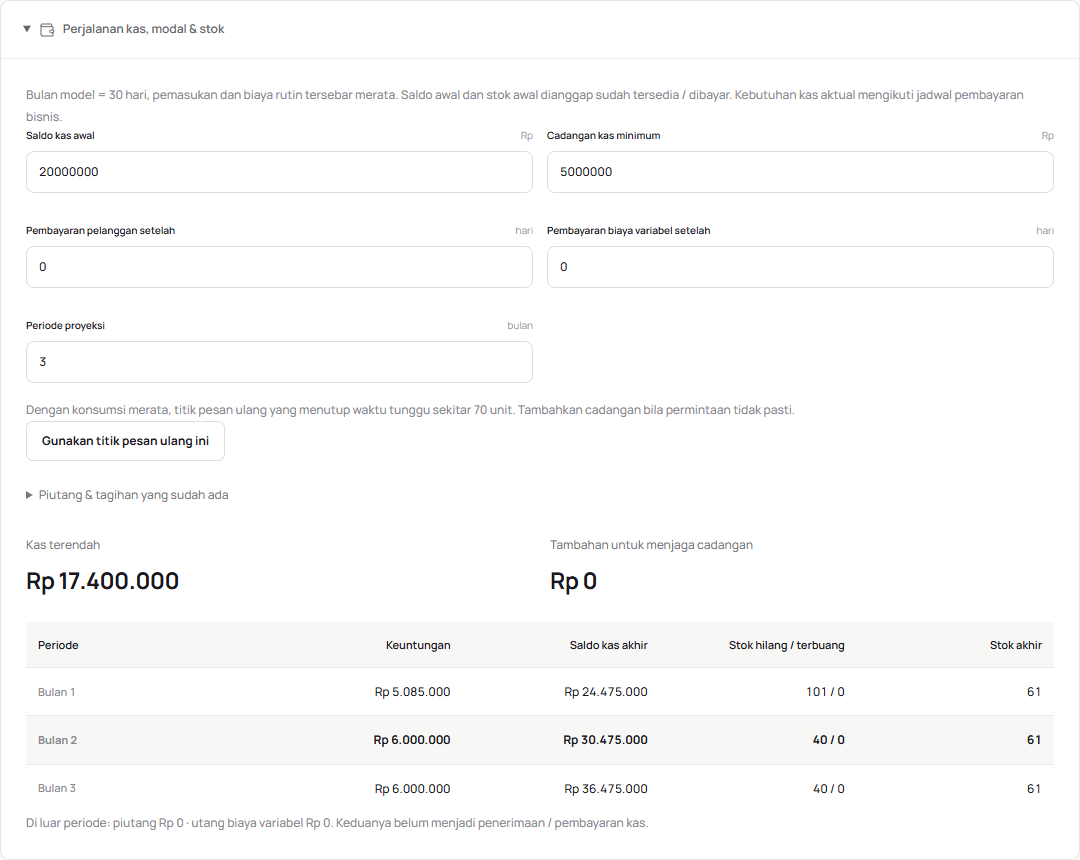 Perjalanan kas, modal & stok
Bulan model = 30 hari, pemasukan dan biaya rutin tersebar merata. Saldo awal dan stok awal dianggap sudah tersedia / dibayar. Kebutuhan kas aktual mengikuti jadwal pembayaran
bisnis.
Saldo kas awal Rp Cadangan kas minimum Rp
20000000 5000000
Pembayaran pelanggan setelah hari Pembayaran biaya variabel setelah hari
0 0
Periode proyeksi bulan
3
Dengan konsumsi merata, titik pesan ulang yang menutup waktu tunggu sekitar 70 unit. Tambahkan cadangan bila permintaan tidak pasti.
Gunakan titik pesan ulang ini
Piutang & tagihan yang sudah ada
Kas terendah Tambahan untuk menjaga cadangan
Rp 17.400.000 Rp 0
Periode Keuntungan Saldo kas akhir Stok hilang / terbuang Stok akhir
Bulan 1 Rp 5.085.000 Rp 24.475.000 101 / 0 61
Bulan 2 Rp 6.000.000 Rp 30.475.000 40 / 0 61
Bulan 3 Rp 6.000.000 Rp 36.475.000 40 / 0 61
Di luar periode: piutang Rp 0 · utang biaya variabel Rp 0. Keduanya belum menjadi penerimaan / pembayaran kas.